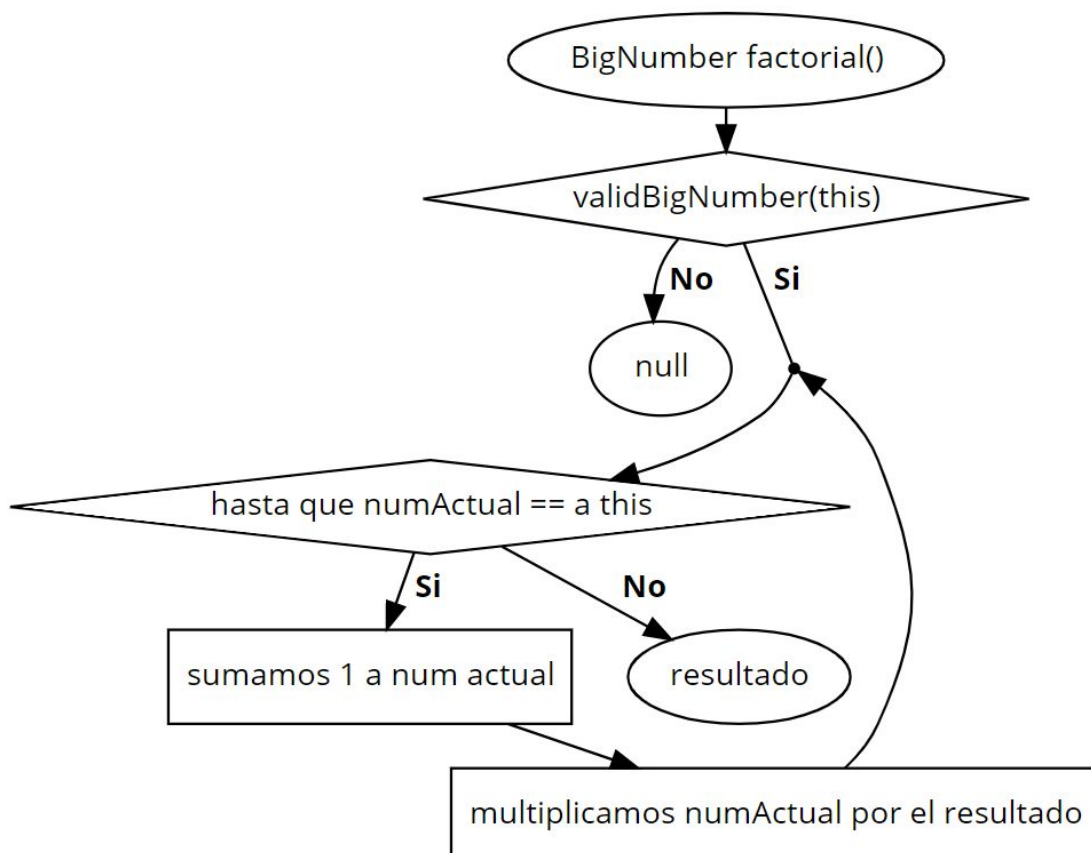 BigNumber factorial()
validBigNumber(this)
No
Si
null
hasta que numActual == a this
Si
No
sumamos 1 a num actual
resultado
multiplicamos numActual por el resultado